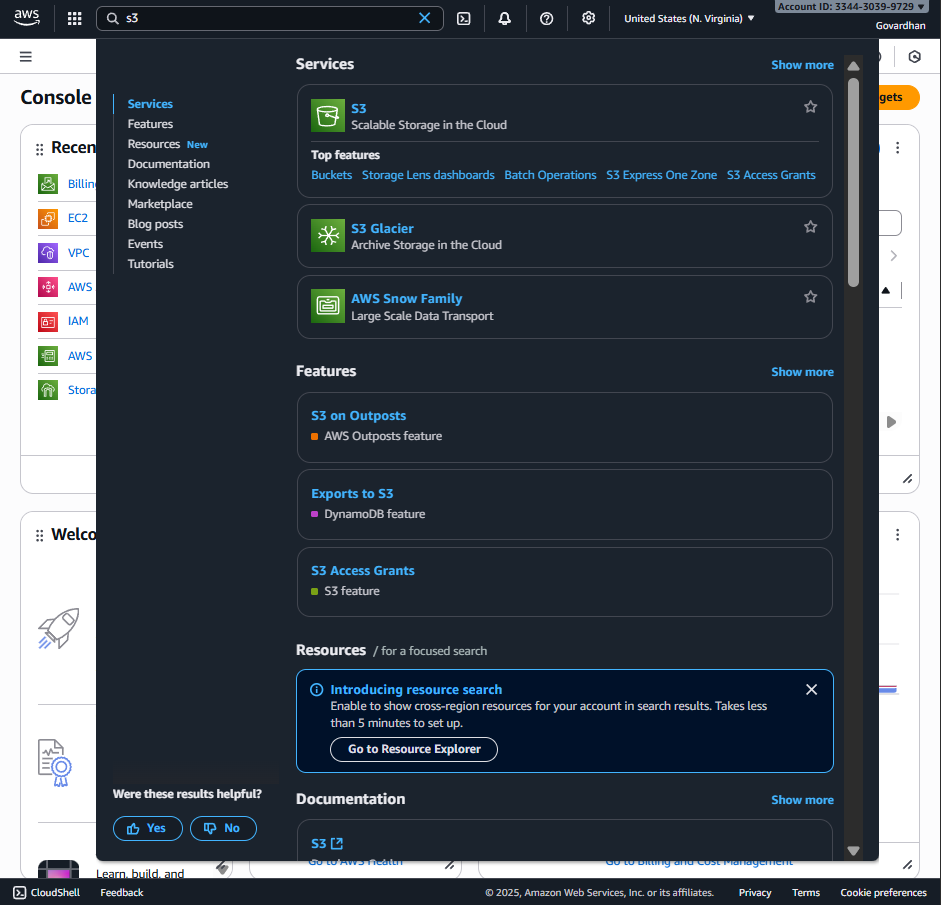 aws
s3
United States (N. Virginia)
Account ID: 3344-3039-9729
Govardhan
Console
Recen
Billin
EC2
VPC
AWS
IAM
AWS
Stora
Welco
Learn, build, and
Services
Features
Resources New
Documentation
Knowledge articles
Marketplace
Blog posts
Events
Tutorials
Were these results helpful?
Yes
No
Services
Show more
S3
Scalable Storage in the Cloud
Top features
Buckets Storage Lens dashboards Batch Operations S3 Express One Zone S3 Access Grants
S3 Glacier
Archive Storage in the Cloud
AWS Snow Family
Large Scale Data Transport
Features
Show more
S3 on Outposts
AWS Outposts feature
Exports to S3
DynamoDB feature
S3 Access Grants
S3 feature
Resources / for a focused search
Introducing resource search
Enable to show cross-region resources for your account in search results. Takes less
than 5 minutes to set up.
Go to Resource Explorer
Documentation
Show more
S3
Go to AWS Health
Go to Billing and Cost Management
gets
CloudShell
Feedback
© 2025, Amazon Web Services, Inc. or its affiliates.
Privacy
Terms
Cookie preferences